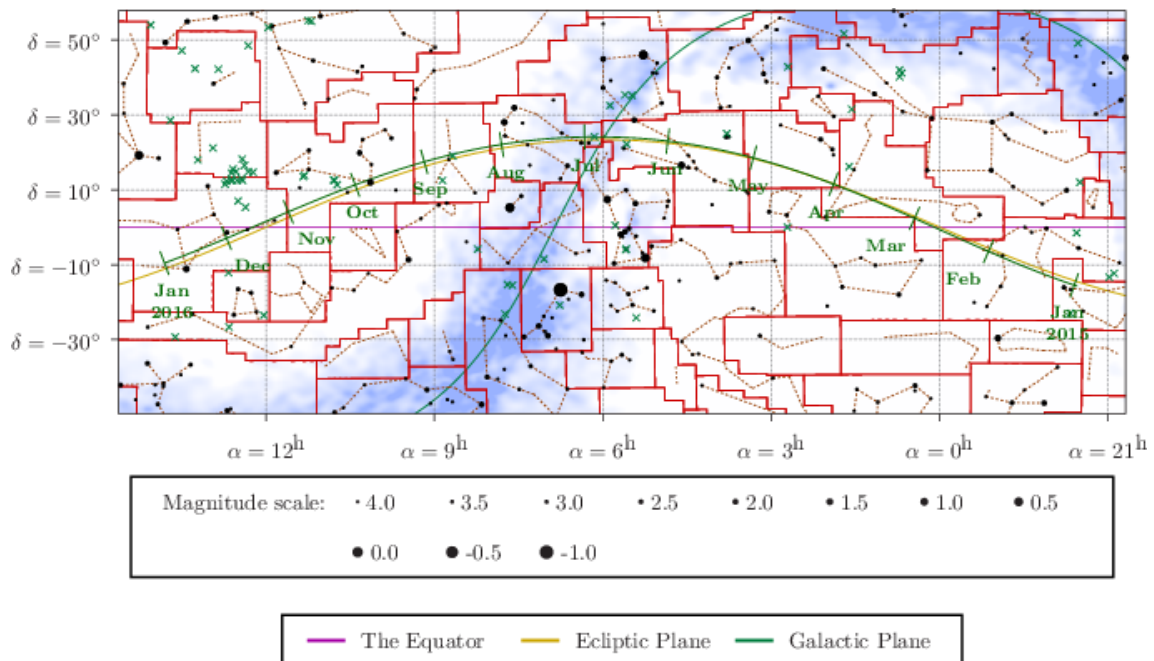 δ = 50°
δ = 30°
δ = 10°
δ = −10°
δ = −30°
Jul
Aug
Jun
Sep
May
Oct
Apr
Nov
Mar
Dec
Feb
Jan
2016
Jan
2015
α = 12ʰ
α = 9ʰ
α = 6ʰ
α = 3ʰ
α = 0ʰ
α = 21ʰ
Magnitude scale: 4.0 3.5 3.0 2.5 2.0 1.5 1.0 0.5
0.0 -0.5 -1.0
The Equator Ecliptic Plane Galactic Plane